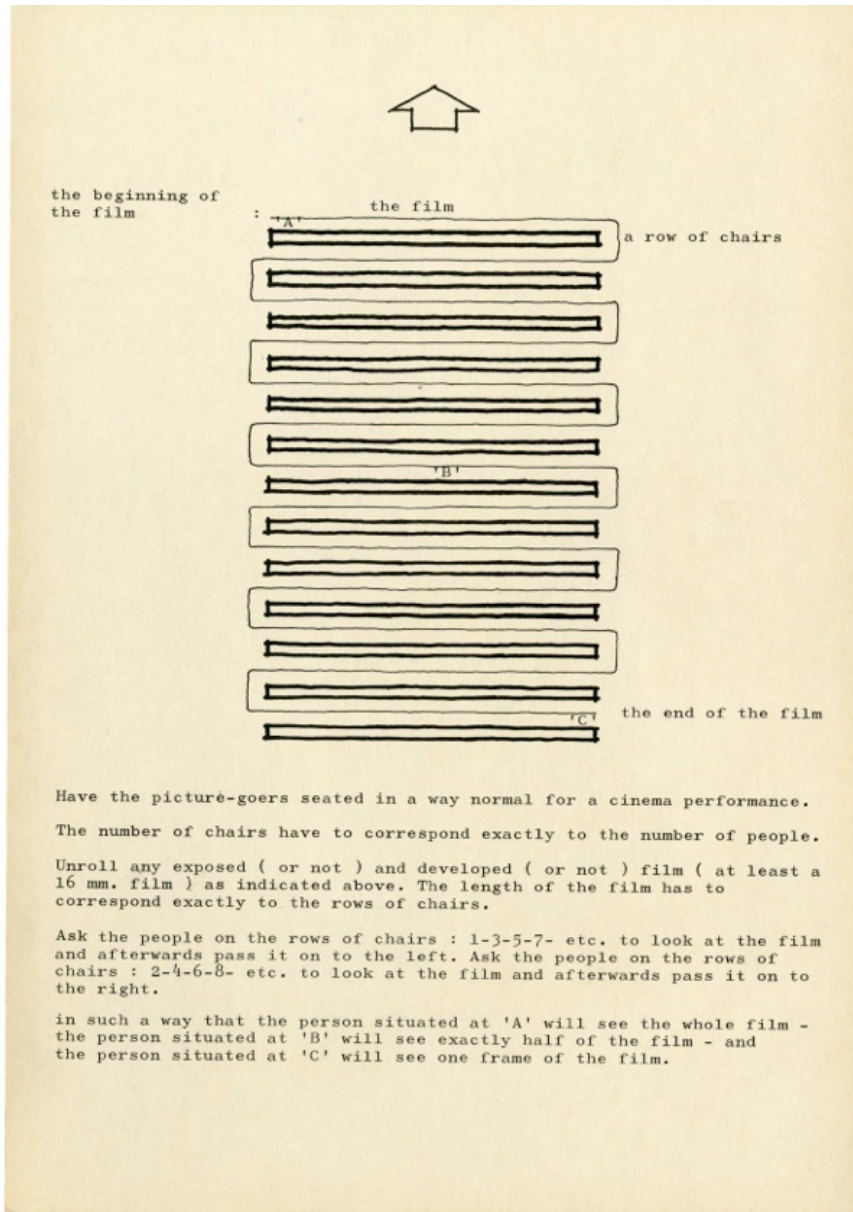 the beginning of
the film
:
'A'
the film
a row of chairs
'B'
'C'
the end of the film
Have the picture-goers seated in a way normal for a cinema performance.
The number of chairs have to correspond exactly to the number of people.
Unroll any exposed ( or not ) and developed ( or not ) film ( at least a
16 mm. film ) as indicated above. The length of the film has to
correspond exactly to the rows of chairs.
Ask the people on the rows of chairs : 1-3-5-7- etc. to look at the film
and afterwards pass it on to the left. Ask the people on the rows of
chairs : 2-4-6-8- etc. to look at the film and afterwards pass it on to
the right.
in such a way that the person situated at 'A' will see the whole film -
the person situated at 'B' will see exactly half of the film - and
the person situated at 'C' will see one frame of the film.